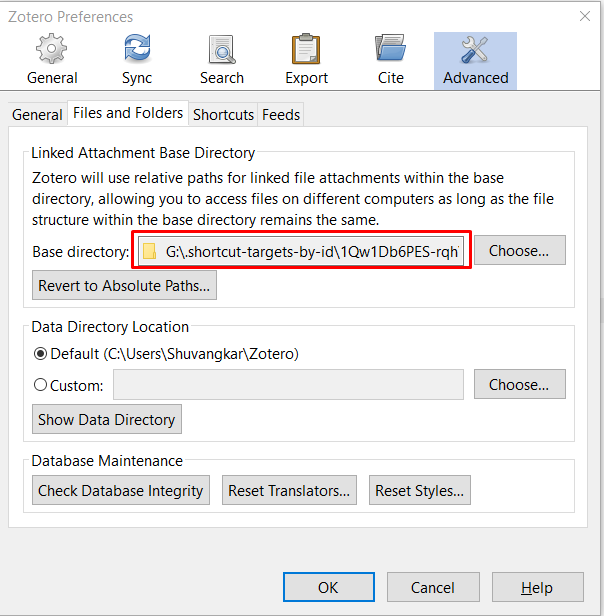 Zotero Preferences
General Sync Search Export Cite Advanced
General Files and Folders Shortcuts Feeds
Linked Attachment Base Directory
Zotero will use relative paths for linked file attachments within the base
directory, allowing you to access files on different computers as long as the file
structure within the base directory remains the same.
Base directory: G:\.shortcut-targets-by-id\1Qw1Db6PES-rqh Choose...
Revert to Absolute Paths...
Data Directory Location
Default (C:\Users\Shuvangkar\Zotero)
Custom: Choose...
Show Data Directory
Database Maintenance
Check Database Integrity Reset Translators... Reset Styles...
OK Cancel Help